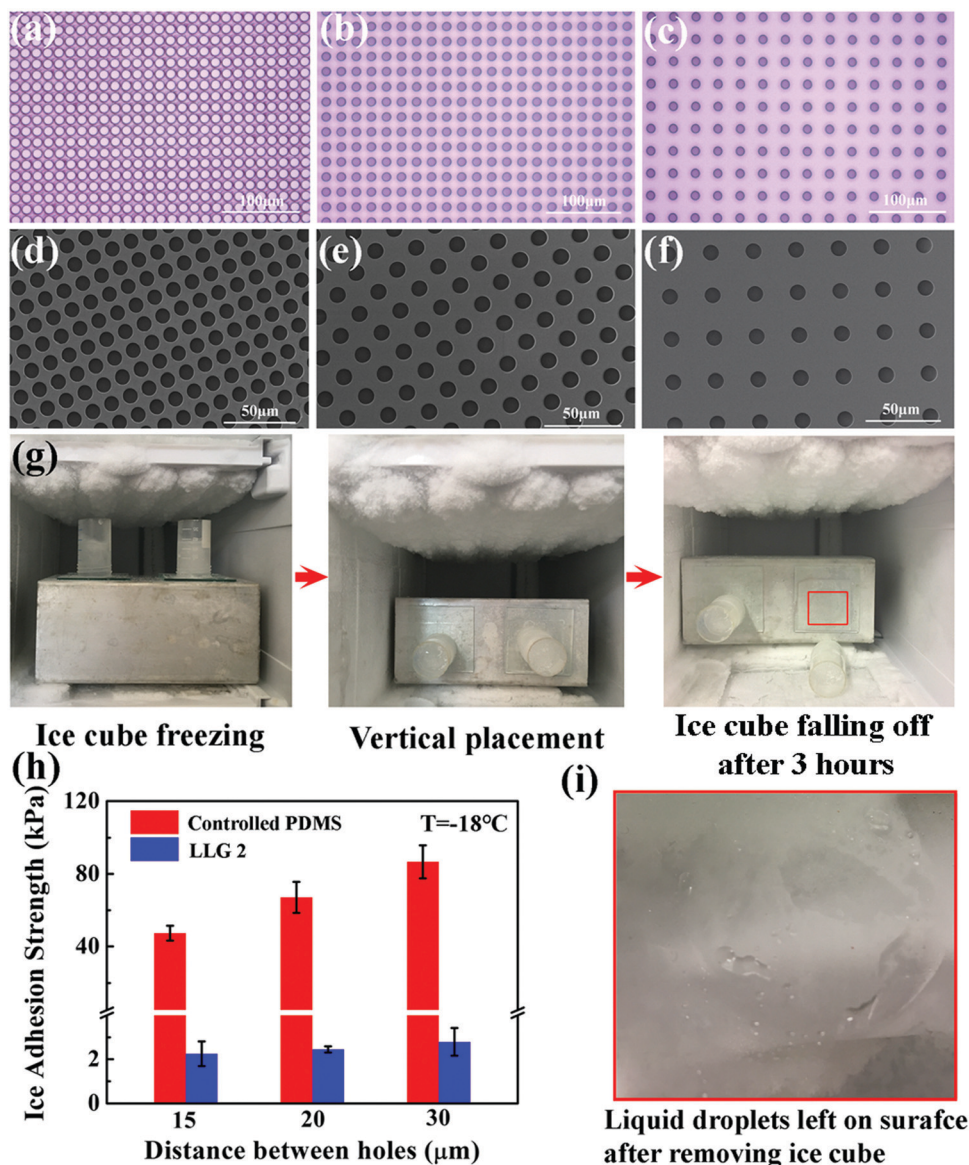 (a)
(b)
(c)
100μm
100μm
100μm
(d)
(e)
(f)
50μm
50μm
50μm
(g)
Ice cube freezing
Vertical placement
Ice cube falling off
after 3 hours
(h)
Ice Adhesion Strength (kPa)
120
80
40
2
0
Controlled PDMS
LLG 2
T=-18℃
15
20
30
Distance between holes (μm)
(i)
Liquid droplets left on surafce
after removing ice cube